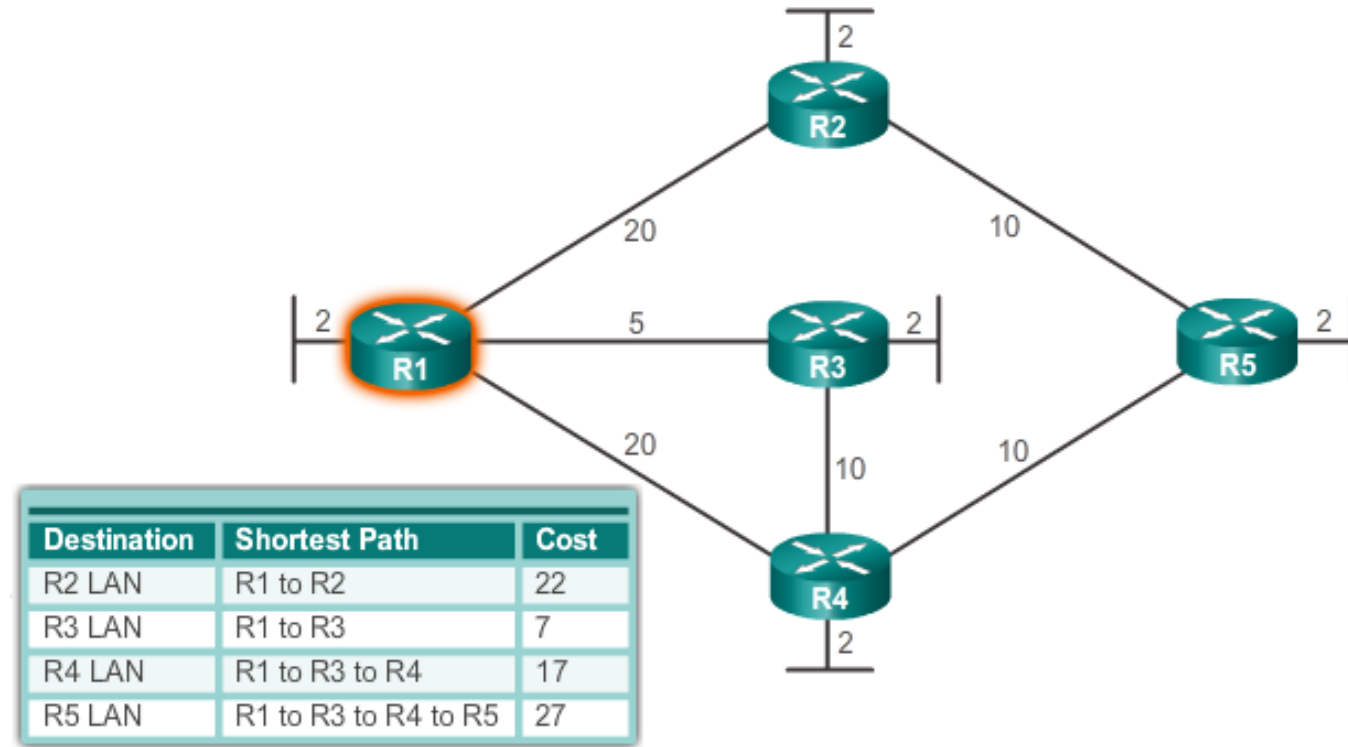 2
R2
20
10
2
R1
5
R3
2
R5
2
20
10
10
R4
2
Destination Shortest Path Cost
R2 LAN R1 to R2 22
R3 LAN R1 to R3 7
R4 LAN R1 to R3 to R4 17
R5 LAN R1 to R3 to R4 to R5 27